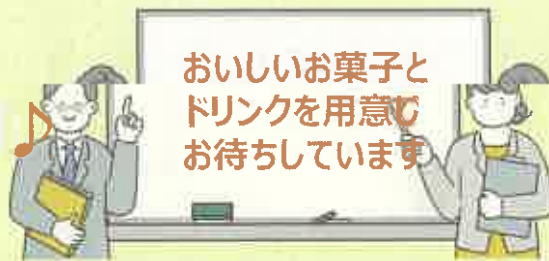 おいしいお菓子と
ドリンクを用意し
お待ちしています